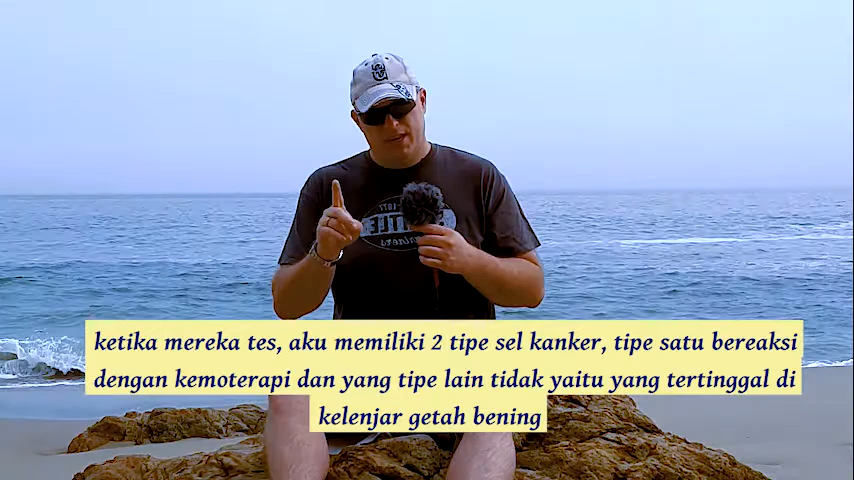 ketika mereka tes, aku memiliki 2 tipe sel kanker, tipe satu bereaksi
dengan kemoterapi dan yang tipe lain tidak yaitu yang tertinggal di
kelenjar getah bening